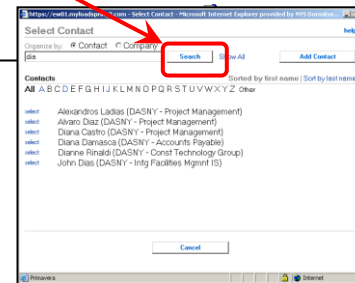 https://ew01.myloadspring.com - Select Contact - Microsoft Internet Explorer provided by NYS Dormitor...
Select Contact
help
Organize by: Contact Company
dia
Search
Show All
Add Contact
Contacts
Sorted by first name | Sort by last name
All A B C D E F G H I J K L M N O P Q R S T U V W X Y Z Other
select Alexandros Ladias (DASNY - Project Management)
select Alvaro Diaz (DASNY - Project Management)
select Diana Castro (DASNY - Project Management)
select Diana Damasca (DASNY - Accounts Payable)
select Dianne Rinaldi (DASNY - Const Technology Group)
select John Dias (DASNY - Intg Facilities Mgmnt IS)
Cancel
Primavera
Internet